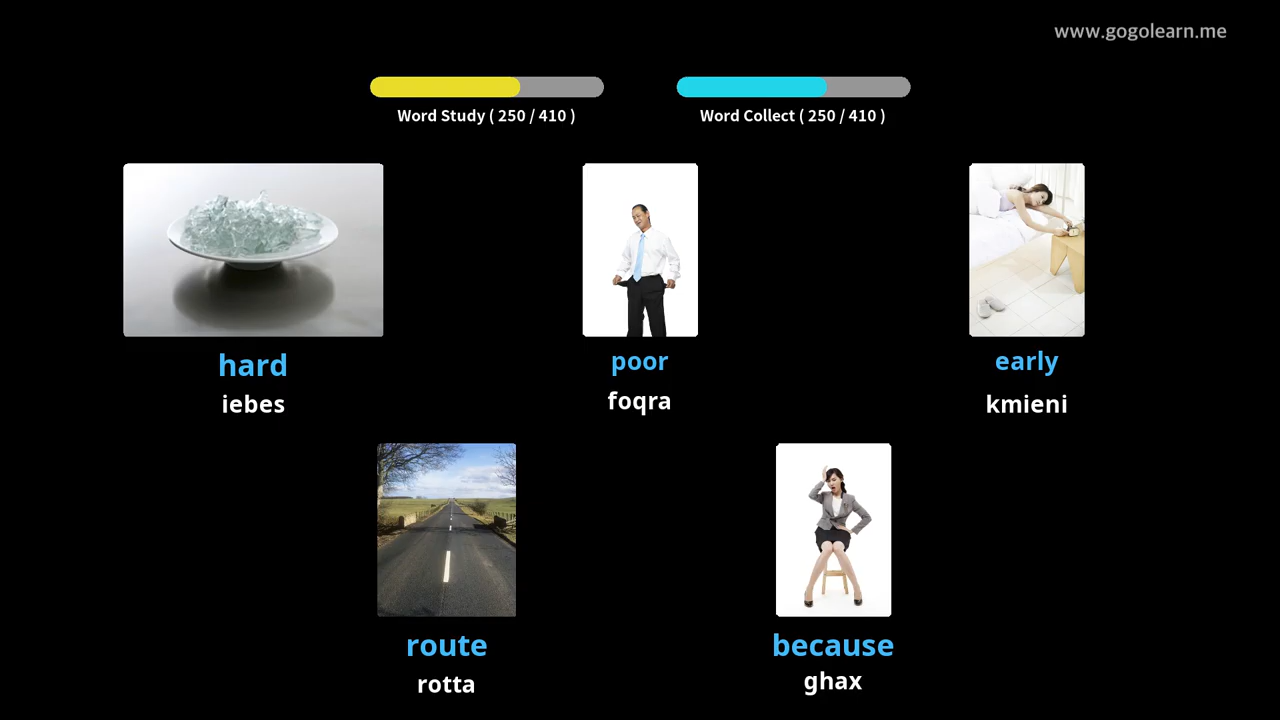 www.gogolearn.me
Word Study ( 250 / 410 )
Word Collect ( 250 / 410 )
hard
iebes
poor
foqra
early
kmieni
route
rotta
because
ghax